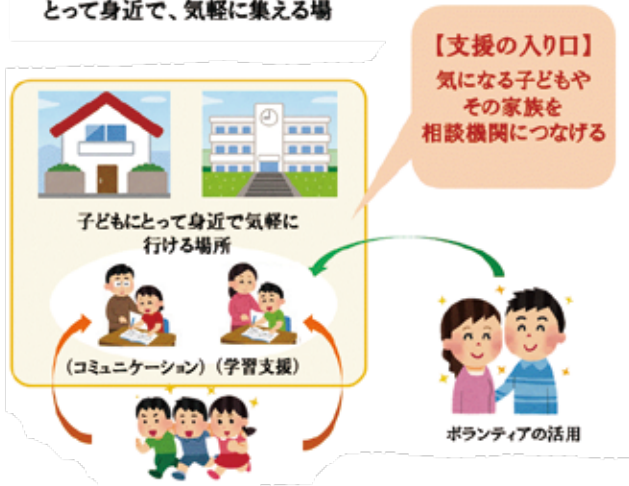 とって身近で、気軽に集える場
【支援の入り口】
気になる子どもや
その家族を
相談機関につなげる
子どもにとって身近で気軽に
行ける場所
(コミュニケーション) (学習支援)
ボランティアの活用